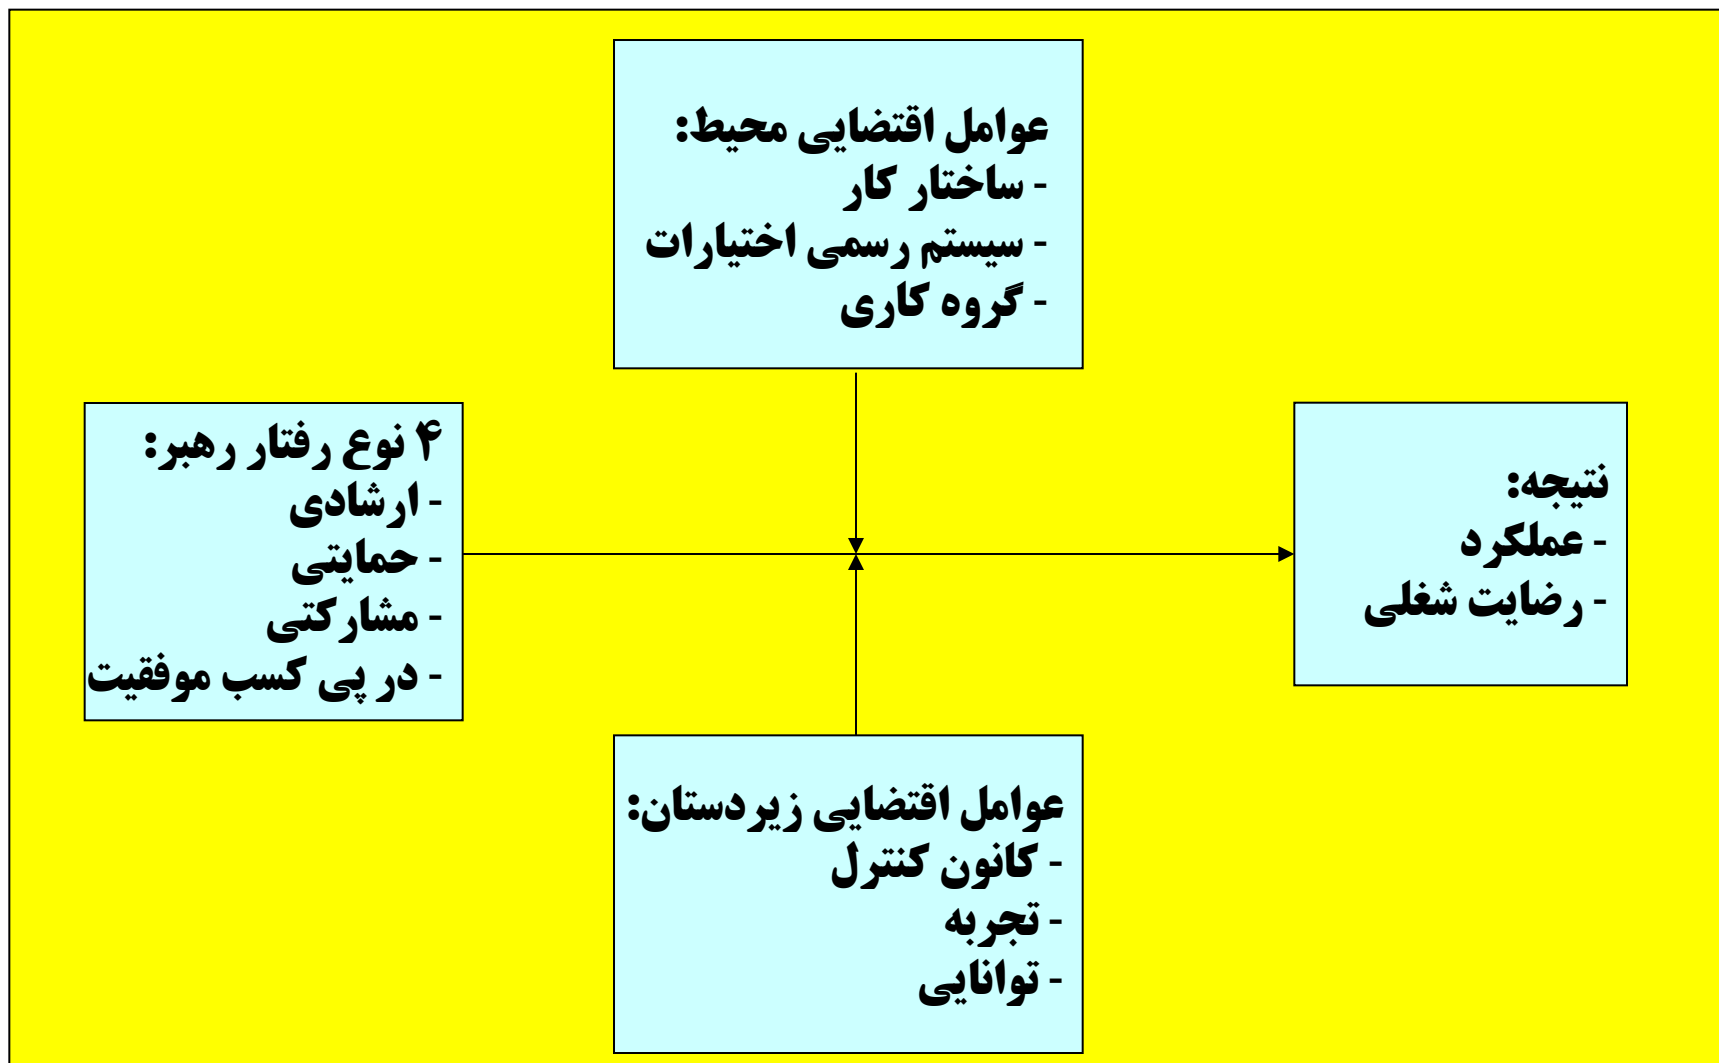 عوامل اقتضایی محیط:
- ساختار کار
- سیستم رسمی اختیارات
- گروه کاری
۴ نوع رفتار رهبر:
- ارشادی
- حمایتی
- مشارکتی
- در پی کسب موفقیت
نتیجه:
- عملکرد
- رضایت شغلی
عوامل اقتضایی زیردستان:
- کانون کنترل
- تجربه
- توانایی